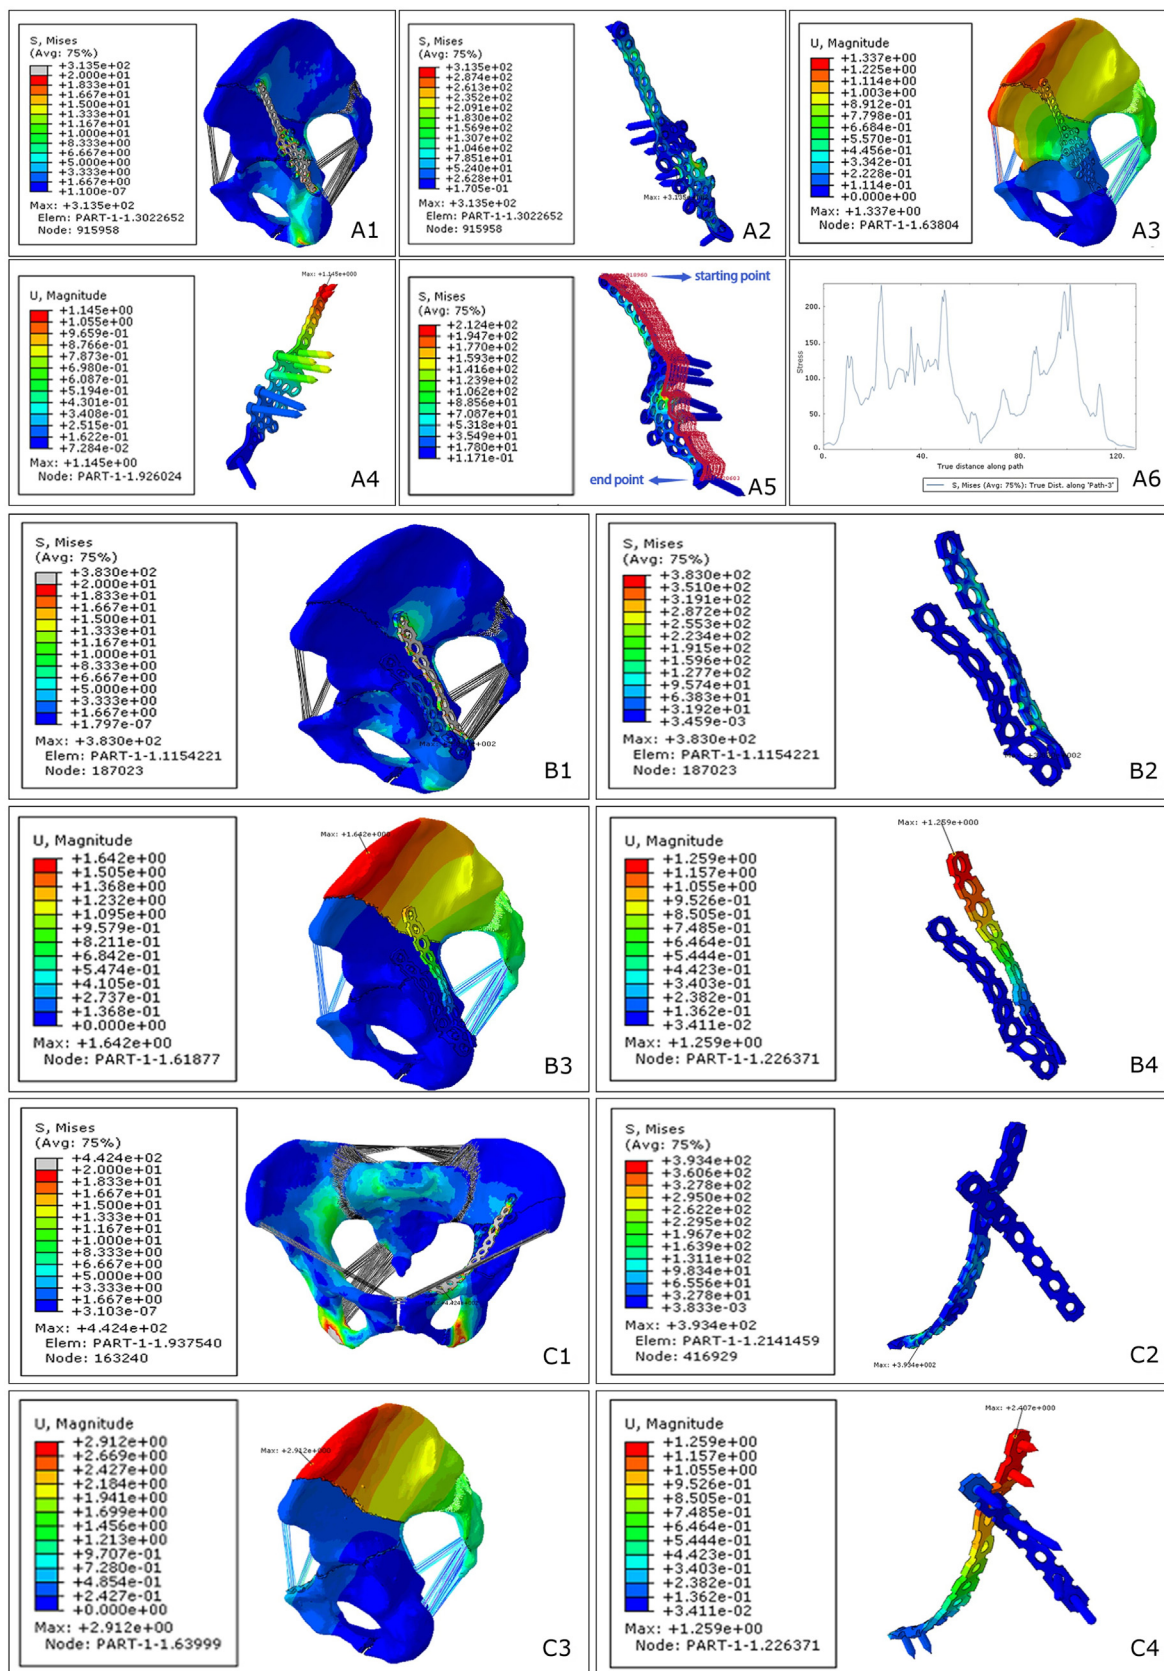 S, Mises
(Avg: 75%)
+3.135e+02
+2.000e+01
+1.833e+01
+1.667e+01
+1.500e+01
+1.333e+01
+1.167e+01
+1.000e+01
+8.333e+00
+6.667e+00
+5.000e+00
+3.333e+00
+1.667e+00
+1.100e-07
Max: +3.135e+02
Elem: PART-1-1.3022652
Node: 915958
A1
S, Mises
(Avg: 75%)
+3.135e+02
+2.874e+02
+2.613e+02
+2.352e+02
+2.091e+02
+1.830e+02
+1.569e+02
+1.307e+02
+1.046e+02
+7.851e+01
+5.240e+01
+2.628e+01
+1.705e-01
Max: +3.135e+02
Elem: PART-1-1.3022652
Node: 915958
A2
U, Magnitude
+1.337e+00
+1.225e+00
+1.114e+00
+1.003e+00
+8.912e-01
+7.798e-01
+6.684e-01
+5.570e-01
+4.456e-01
+3.342e-01
+2.228e-01
+1.114e-01
+0.000e+00
Max: +1.337e+00
Node: PART-1-1.63804
A3
U, Magnitude
+1.145e+00
+1.055e+00
+9.659e-01
+8.766e-01
+7.873e-01
+6.980e-01
+6.087e-01
+5.194e-01
+4.301e-01
+3.408e-01
+2.515e-01
+1.622e-01
+7.284e-02
Max: +1.145e+00
Node: PART-1-1.926024
Max: +1.145e+00
A4
S, Mises
(Avg: 75%)
+2.124e+02
+1.947e+02
+1.770e+02
+1.593e+02
+1.416e+02
+1.239e+02
+1.062e+02
+8.856e+01
+7.087e+01
+5.318e+01
+3.549e+01
+1.780e+01
+1.171e-01
starting point
end point
A5
Stress
200.
150.
100.
50.
0.
0.
40.
80.
120.
True distance along path
S, Mises (Avg: 75%): True Dist. along 'Path-3'
A6
S, Mises
(Avg: 75%)
+3.830e+02
+2.000e+01
+1.833e+01
+1.667e+01
+1.500e+01
+1.333e+01
+1.167e+01
+1.000e+01
+8.333e+00
+6.667e+00
+5.000e+00
+3.333e+00
+1.667e+00
+1.797e-07
Max: +3.830e+02
Elem: PART-1-1.1154221
Node: 187023
B1
S, Mises
(Avg: 75%)
+3.830e+02
+3.510e+02
+3.191e+02
+2.872e+02
+2.553e+02
+2.234e+02
+1.915e+02
+1.596e+02
+1.277e+02
+9.574e+01
+6.383e+01
+3.192e+01
+3.459e-03
Max: +3.830e+02
Elem: PART-1-1.1154221
Node: 187023
B2
U, Magnitude
+1.642e+00
+1.505e+00
+1.368e+00
+1.232e+00
+1.095e+00
+9.579e-01
+8.211e-01
+6.842e-01
+5.474e-01
+4.105e-01
+2.737e-01
+1.368e-01
+0.000e+00
Max: +1.642e+00
Node: PART-1-1.61877
Max: +1.642e+000
B3
U, Magnitude
+1.259e+00
+1.157e+00
+1.055e+00
+9.526e-01
+8.505e-01
+7.485e-01
+6.464e-01
+5.444e-01
+4.423e-01
+3.403e-01
+2.382e-01
+1.362e-01
+3.411e-02
Max: +1.259e+00
Node: PART-1-1.226371
Max: +1.259e+000
B4
S, Mises
(Avg: 75%)
+4.424e+02
+2.000e+01
+1.833e+01
+1.667e+01
+1.500e+01
+1.333e+01
+1.167e+01
+1.000e+01
+8.333e+00
+6.667e+00
+5.000e+00
+3.333e+00
+1.667e+00
+3.103e-07
Max: +4.424e+02
Elem: PART-1-1.937540
Node: 163240
C1
S, Mises
(Avg: 75%)
+3.934e+02
+3.606e+02
+3.278e+02
+2.950e+02
+2.622e+02
+2.295e+02
+1.967e+02
+1.639e+02
+1.311e+02
+9.834e+01
+6.556e+01
+3.278e+01
+3.833e-03
Max: +3.934e+02
Elem: PART-1-1.2141459
Node: 416929
Max: +3.934e+002
C2
U, Magnitude
+2.912e+00
+2.669e+00
+2.427e+00
+2.184e+00
+1.941e+00
+1.699e+00
+1.456e+00
+1.213e+00
+9.707e-01
+7.280e-01
+4.854e-01
+2.427e-01
+0.000e+00
Max: +2.912e+00
Node: PART-1-1.63999
Max: +2.912e+000
C3
U, Magnitude
+1.259e+00
+1.157e+00
+1.055e+00
+9.526e-01
+8.505e-01
+7.485e-01
+6.464e-01
+5.444e-01
+4.423e-01
+3.403e-01
+2.382e-01
+1.362e-01
+3.411e-02
Max: +1.259e+00
Node: PART-1-1.226371
Max: +2.407e+000
C4